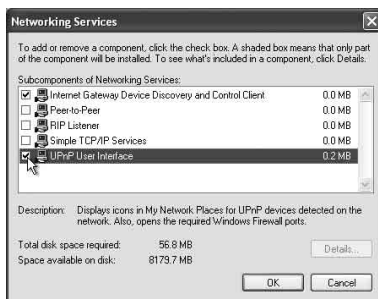 Networking Services
To add or remove a component, click the check box. A shaded box means that only part
of the component will be installed. To see what's included in a component, click Details.
Subcomponents of Networking Services:
Internet Gateway Device Discovery and Control Client 0.0 MB
Peer-to-Peer 0.0 MB
RIP Listener 0.0 MB
Simple TCP/IP Services 0.0 MB
UPnP User Interface 0.2 MB
Description: Displays icons in My Network Places for UPnP devices detected on the
network. Also, opens the required Windows Firewall ports.
Total disk space required: 56.8 MB
Space available on disk: 8179.7 MB
Details...
OK Cancel